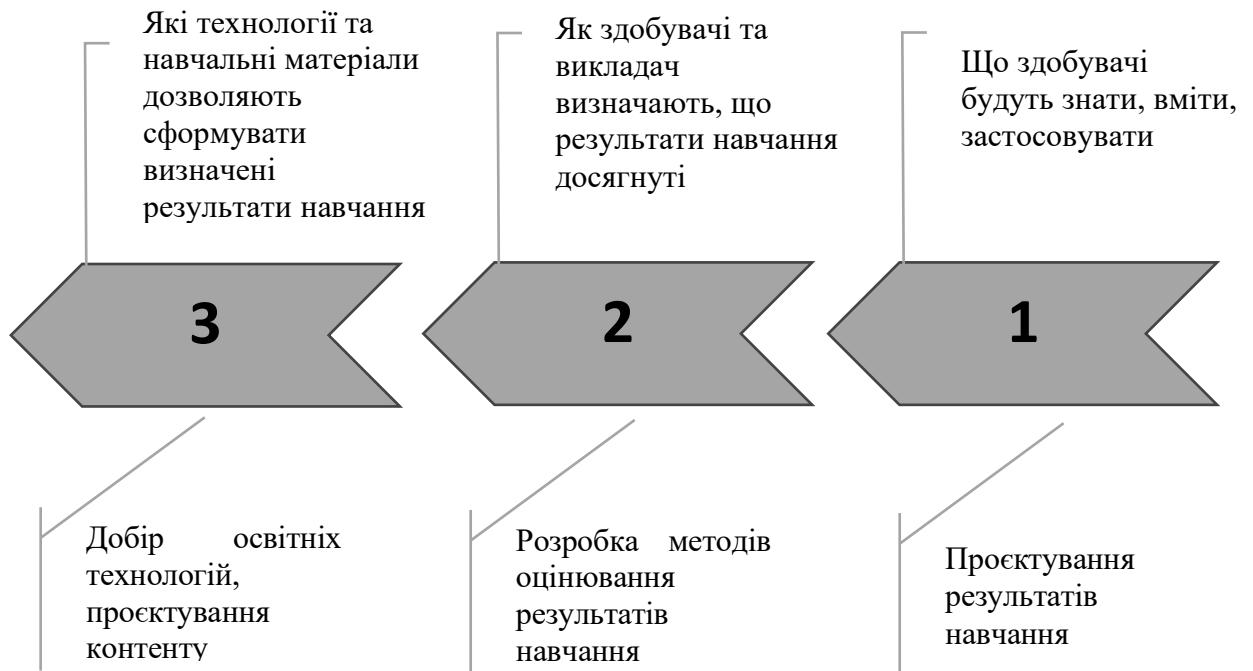 Які технології та
навчальні матеріали
дозволяють
сформувати
визначені
результати навчання
Як здобувачі та
викладач
визначають, що
результати навчання
досягнуті
Що здобувачі
будуть знати, вміти,
застосовувати
3
2
1
Добір освітніх
технологій,
проєктування
контенту
Розробка методів
оцінювання
результатів
навчання
Проєктування
результатів
навчання